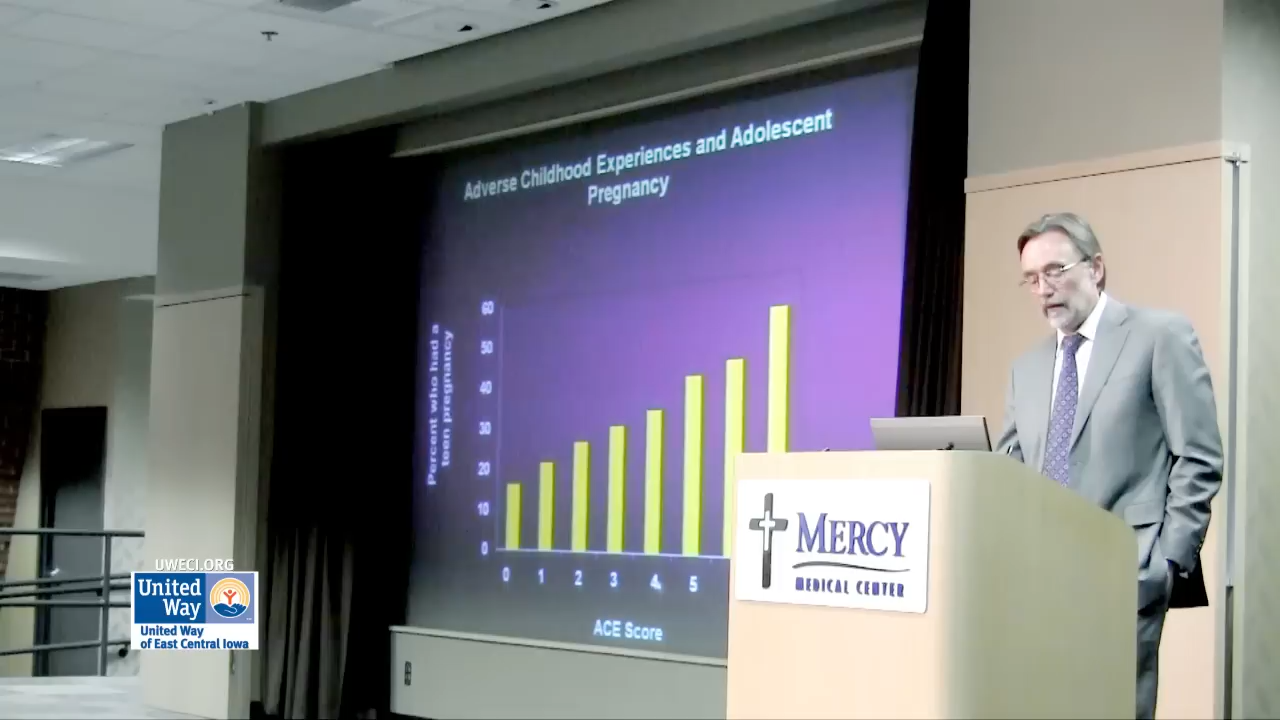 Adverse Childhood Experiences and Adolescent
Pregnancy
Percent who had a
teen pregnancy
60
50
40
30
20
10
0
0 1 2 3 4 5
ACE Score
MERCY
MEDICAL CENTER
UWECI.ORG
United
Way
United Way
of East Central Iowa